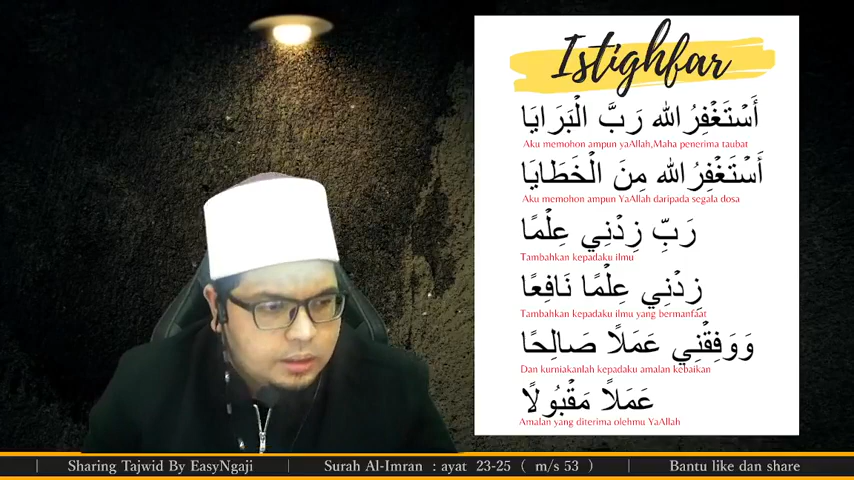 Istighfar
أَسْتَغْفِرُ الله رَبَّ الْبَرَايَا
Aku memohon ampun yaAllah,Maha penerima taubat
أَسْتَغْفِرُ الله مِنَ الْخَطَايَا
Aku memohon ampun YaAllah daripada segala dosa
رَبِّ زِدْنِي عِلْمًا
Tambahkan kepadaku ilmu
زِدْنِي عِلْمًا نَافِعًا
Tambahkan kepadaku ilmu yang bermanfaat
وَوَفِقْنِي عَمَلاً صَالِحًا
Dan kurniakanlah kepadaku amalan kebaikan
عَمَلاً مَقْبُولًا
Amalan yang diterima olehmu YaAllah
| Sharing Tajwid By EasyNgaji | Surah Al-Imran : ayat 23-25 ( m/s 53 ) | Bantu like dan share